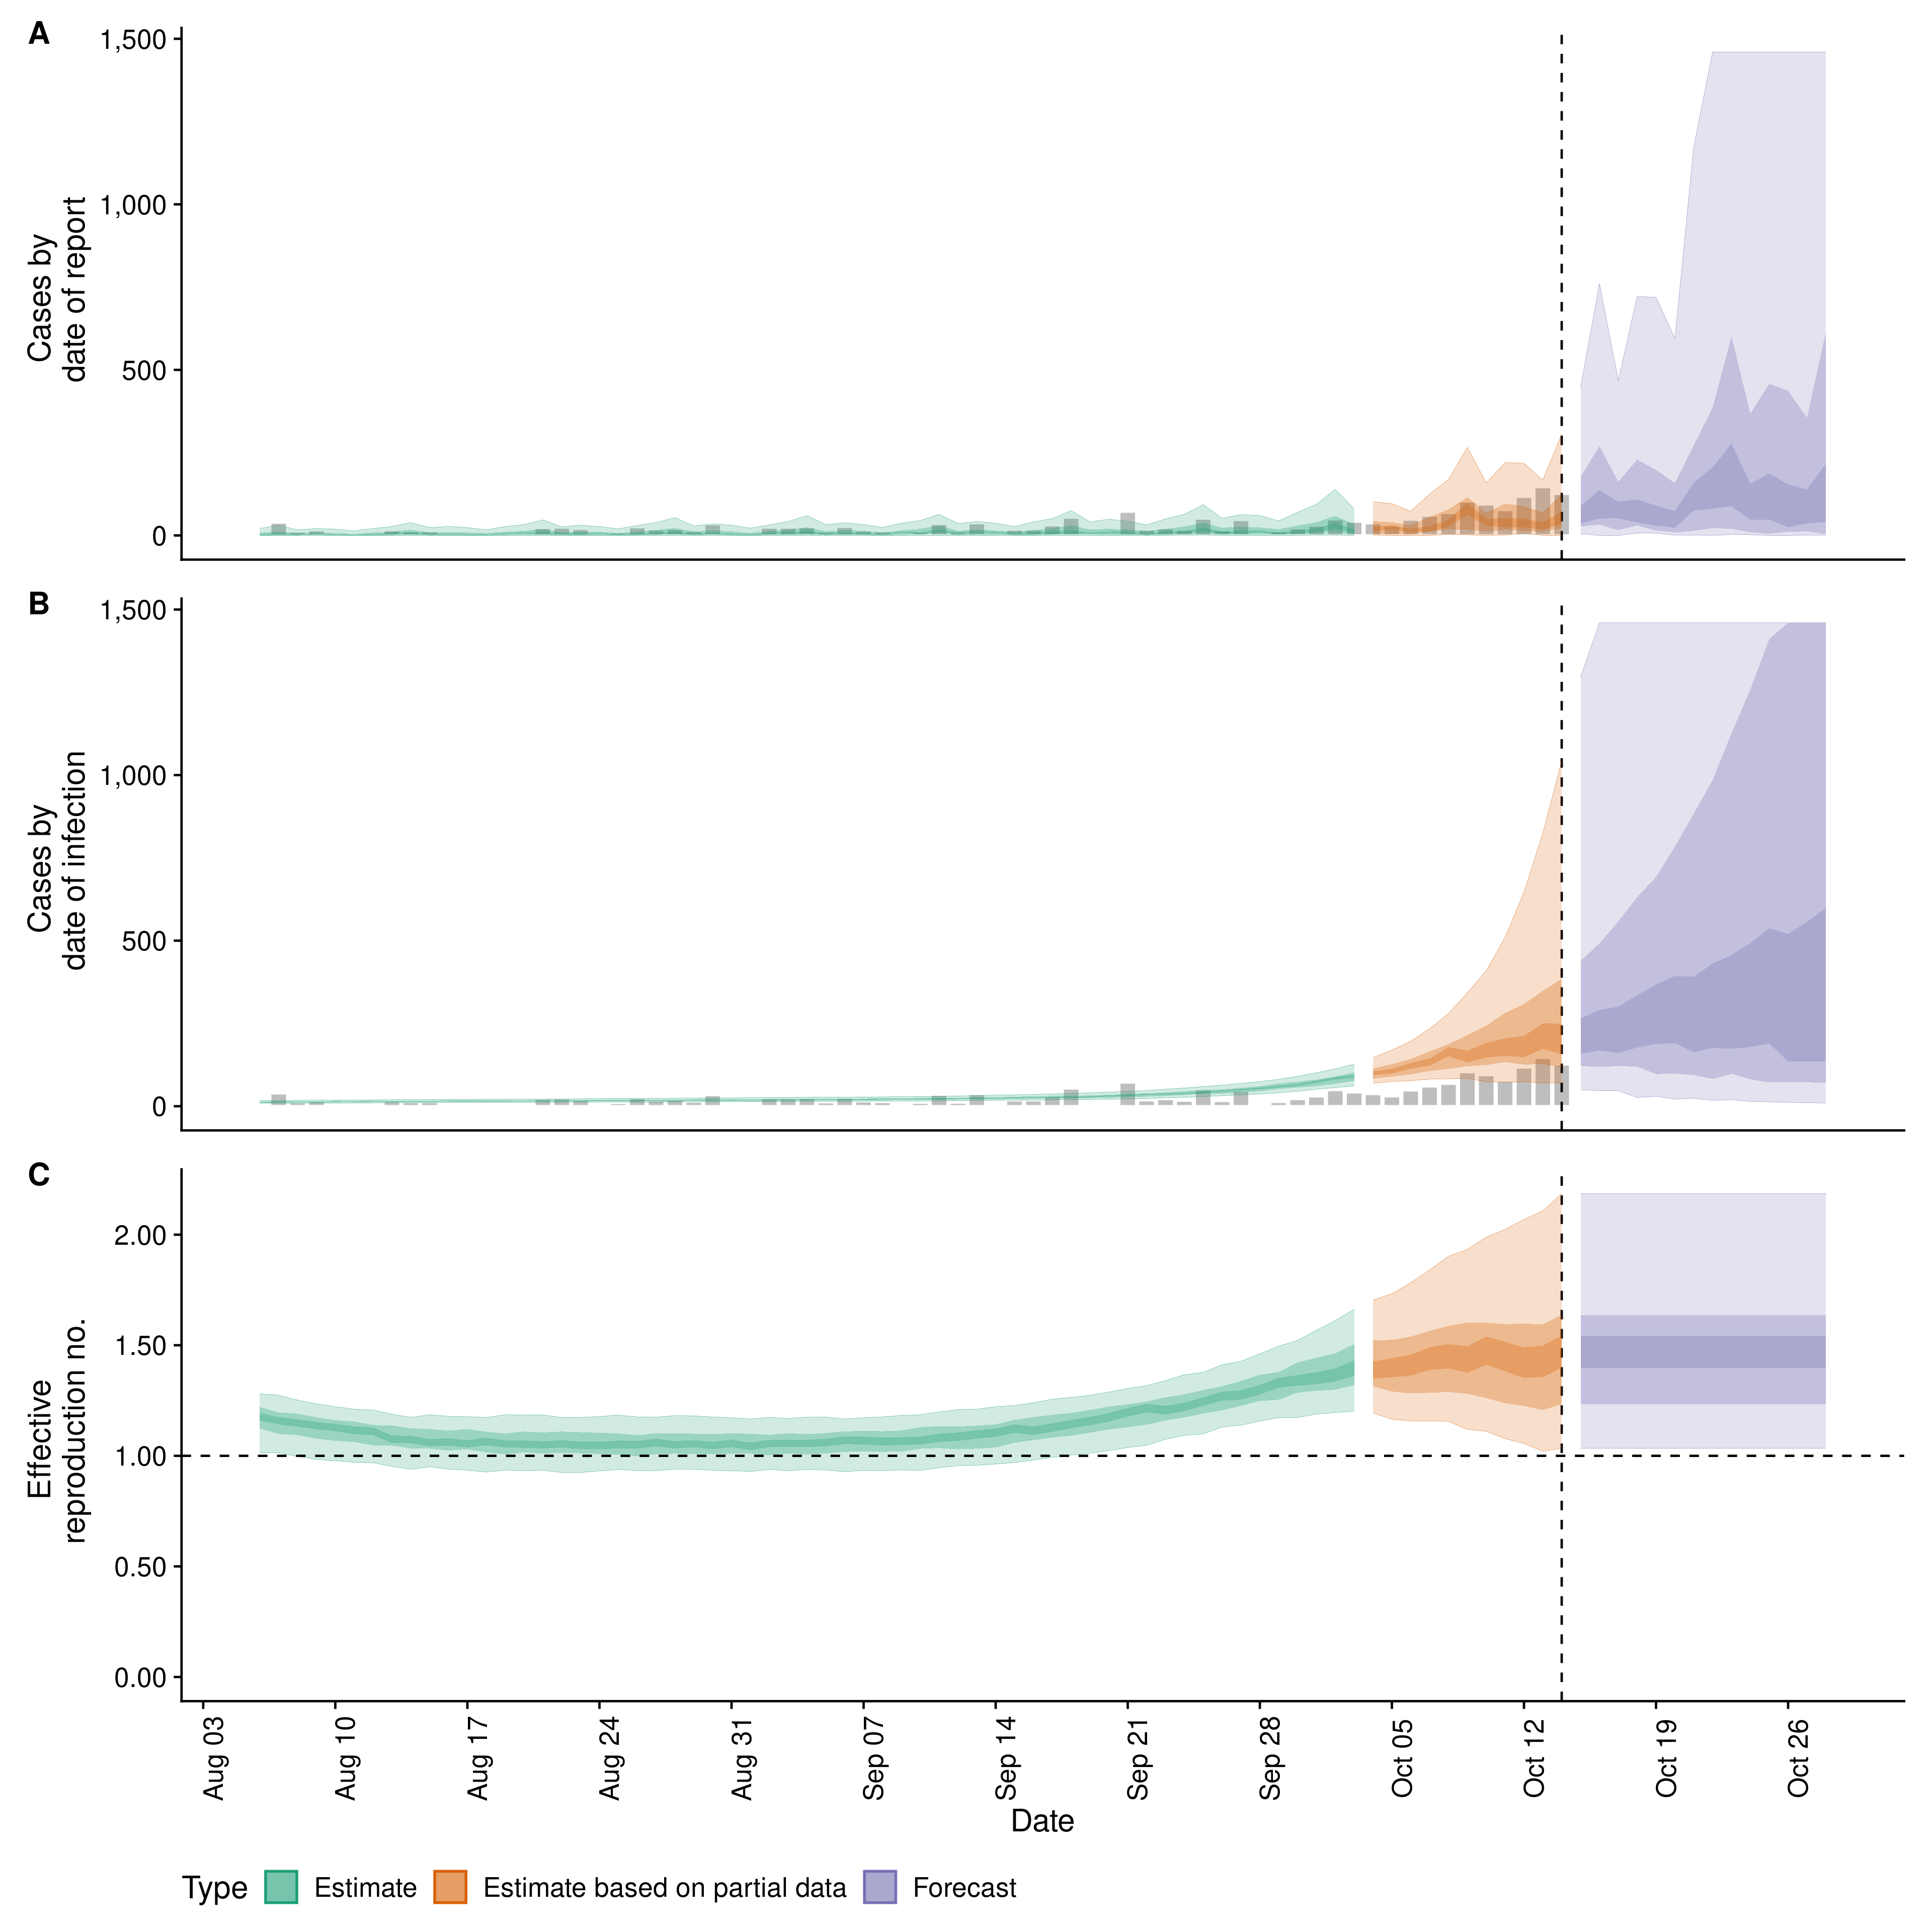 A
1,500
1,000
500
0
Cases by
date of report
B
1,500
1,000
500
0
Cases by
date of infection
C
2.00
1.50
1.00
0.50
0.00
Effective
reproduction no.
Aug 03
Aug 10
Aug 17
Aug 24
Aug 31
Sep 07
Sep 14
Sep 21
Sep 28
Oct 05
Oct 12
Oct 19
Oct 26
Date
Type Estimate Estimate based on partial data Forecast